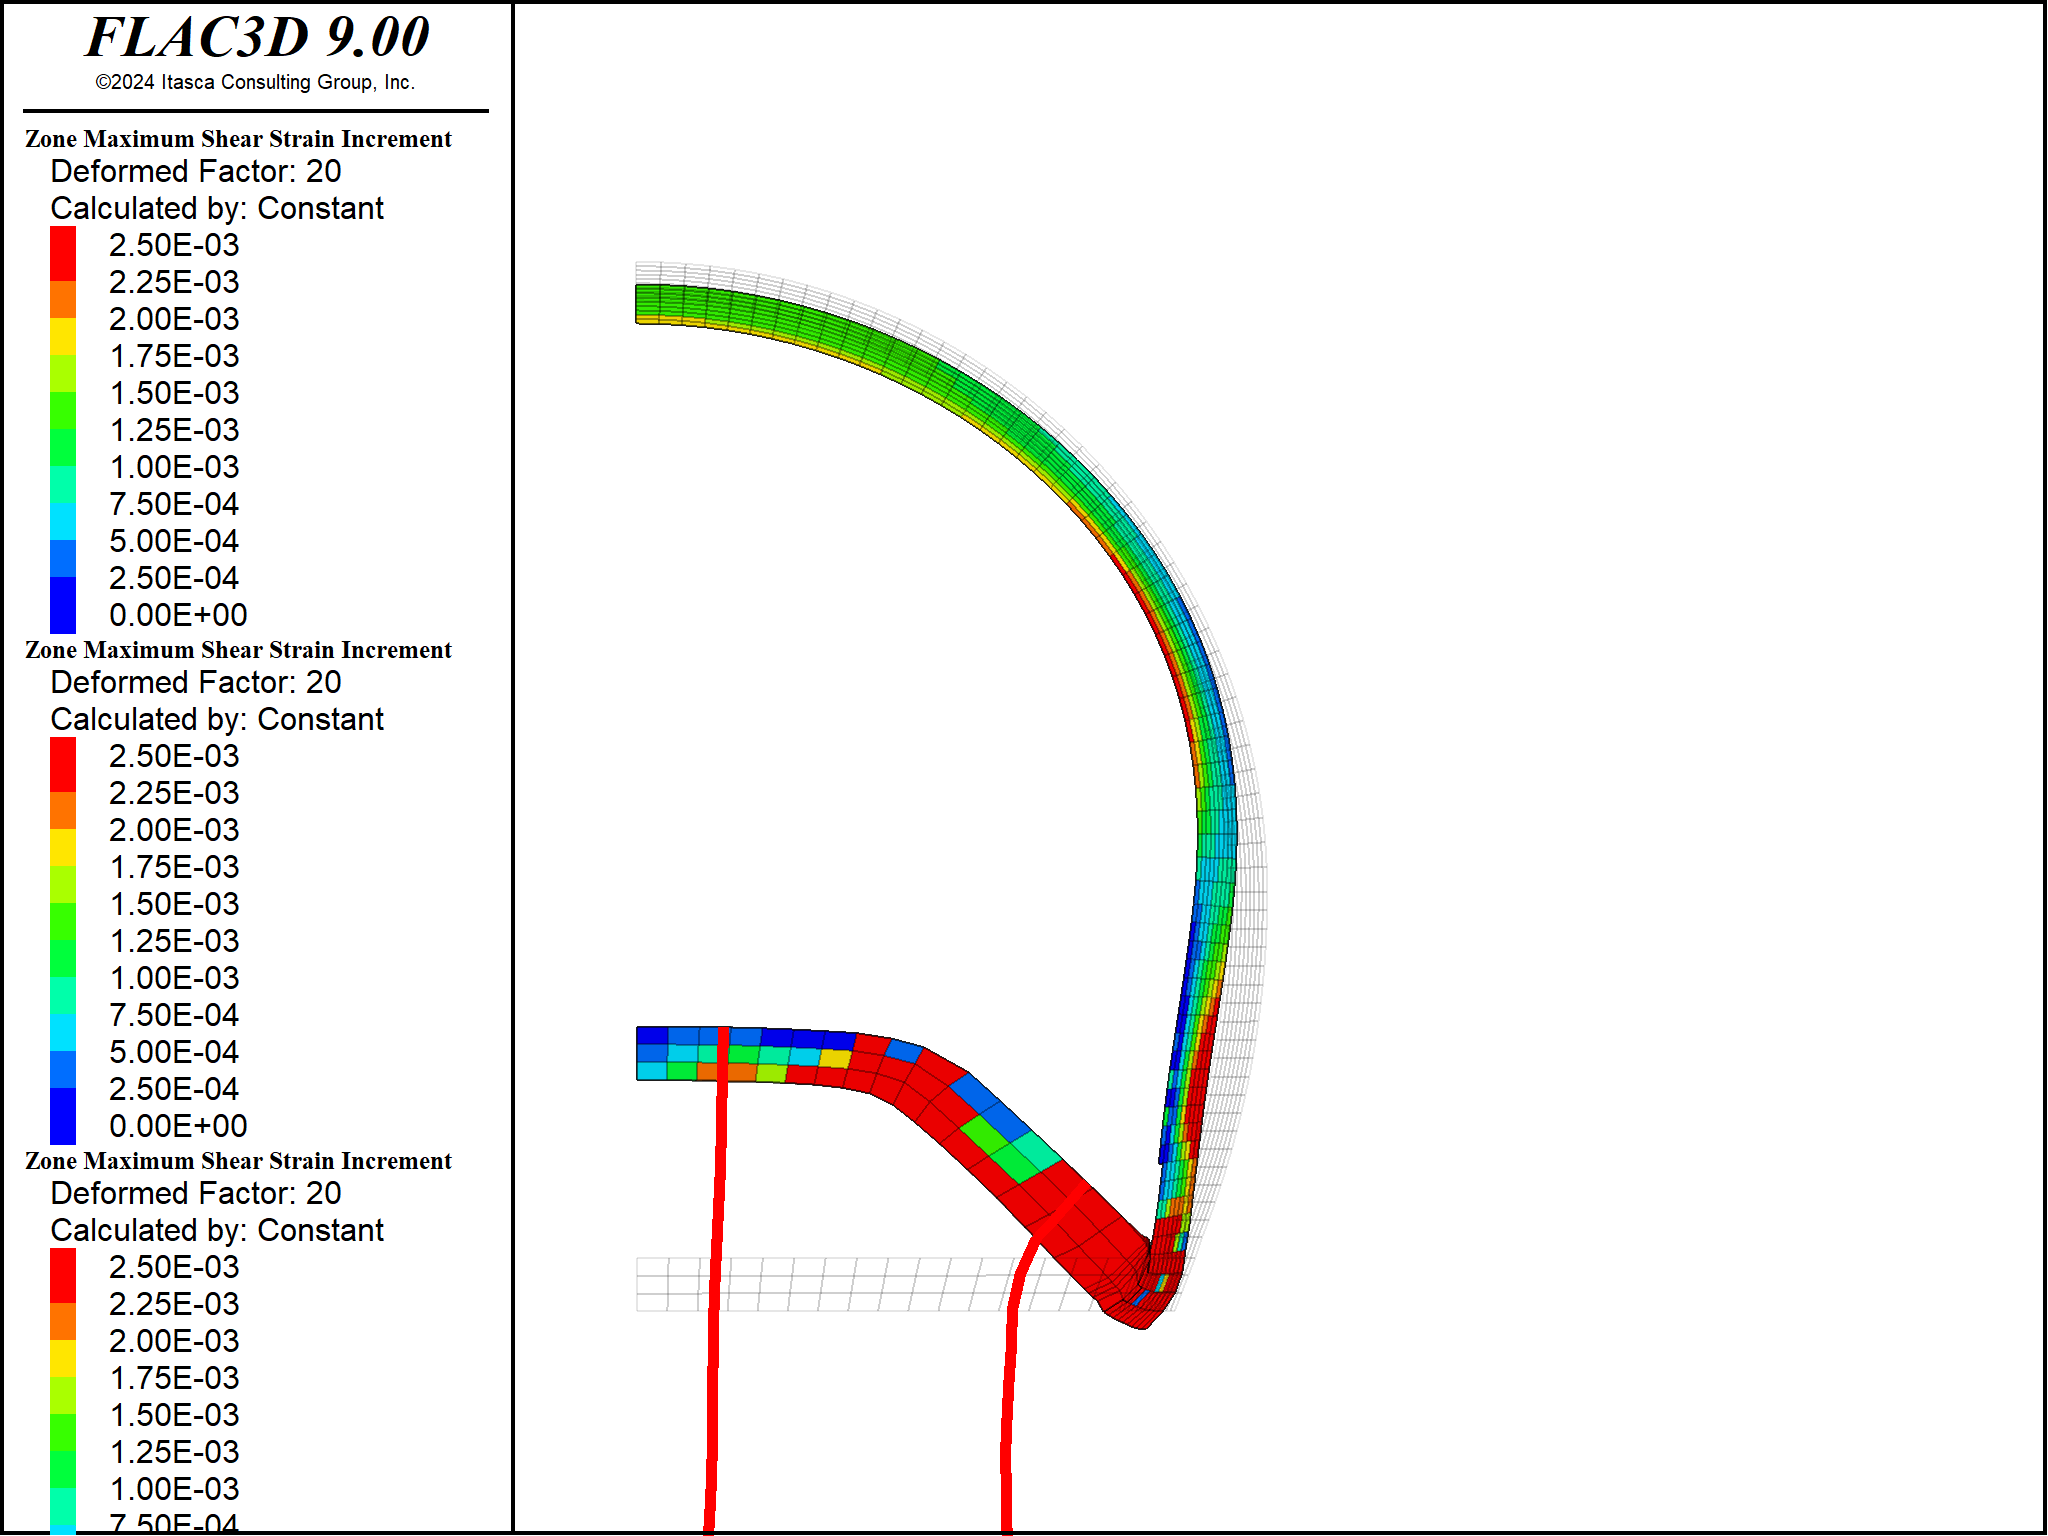 FLAC3D 9.00
©2024 Itasca Consulting Group, Inc.
Zone Maximum Shear Strain Increment
Deformed Factor: 20
Calculated by: Constant
2.50E-03
2.25E-03
2.00E-03
1.75E-03
1.50E-03
1.25E-03
1.00E-03
7.50E-04
5.00E-04
2.50E-04
0.00E+00
Zone Maximum Shear Strain Increment
Deformed Factor: 20
Calculated by: Constant
2.50E-03
2.25E-03
2.00E-03
1.75E-03
1.50E-03
1.25E-03
1.00E-03
7.50E-04
5.00E-04
2.50E-04
0.00E+00
Zone Maximum Shear Strain Increment
Deformed Factor: 20
Calculated by: Constant
2.50E-03
2.25E-03
2.00E-03
1.75E-03
1.50E-03
1.25E-03
1.00E-03
7.50E-04